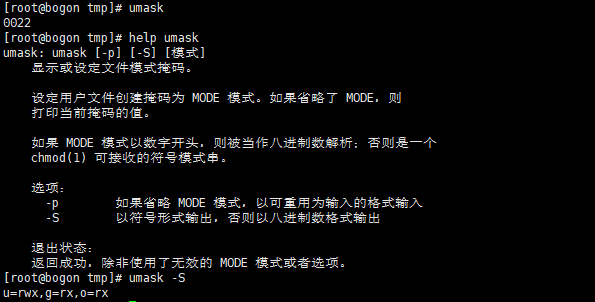 [root@bogon tmp]# umask
0022
[root@bogon tmp]# help umask
umask: umask [-p] [-S] [模式]
显示或设定文件模式掩码。
设定用户文件创建掩码为 MODE 模式。如果省略了 MODE，则
打印当前掩码的值。
如果 MODE 模式以数字开头，则被当作八进制数解析；否则是一个
chmod(1) 可接收的符号模式串。
选项：
-p 如果省略 MODE 模式，以可重用为输入的格式输入
-S 以符号形式输出，否则以八进制数格式输出
退出状态：
返回成功，除非使用了无效的 MODE 模式或者选项。
[root@bogon tmp]# umask -S
u=rwx,g=rx,o=rx